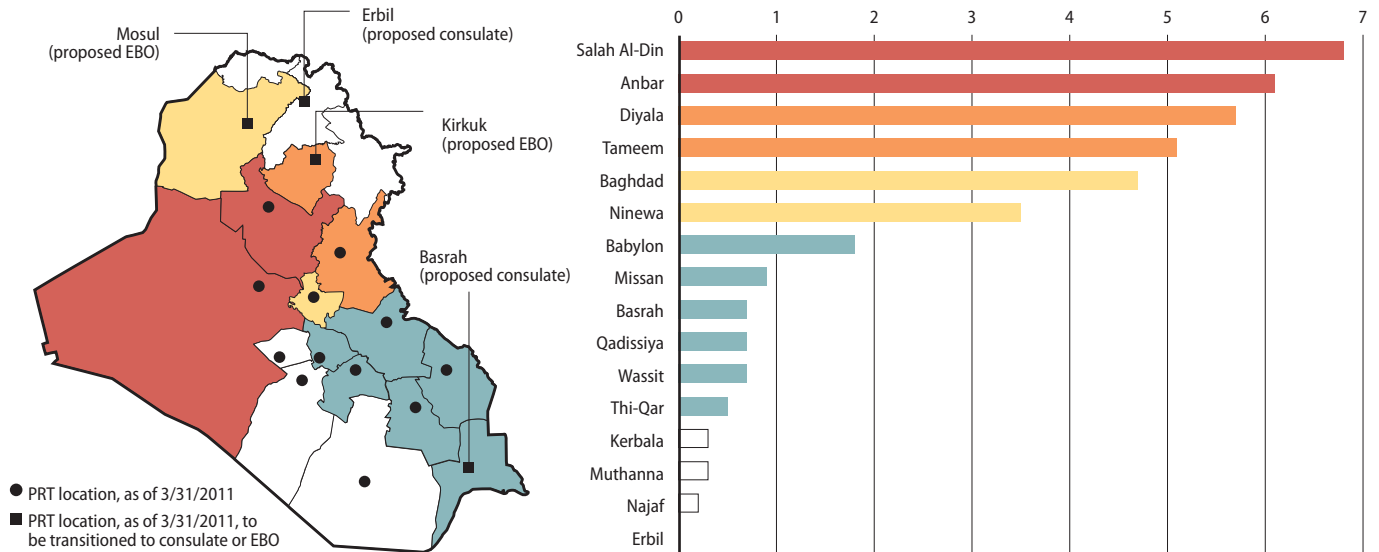 Mosul
(proposed EBO)
Erbil
(proposed consulate)
Kirkuk
(proposed EBO)
Basrah
(proposed consulate)
PRT location, as of 3/31/2011
PRT location, as of 3/31/2011, to
be transitioned to consulate or EBO
0 1 2 3 4 5 6 7
Salah Al-Din
Anbar
Diyala
Tameem
Baghdad
Ninewa
Babylon
Missan
Basrah
Qadissiya
Wassit
Thi-Qar
Kerbala
Muthanna
Najaf
Erbil